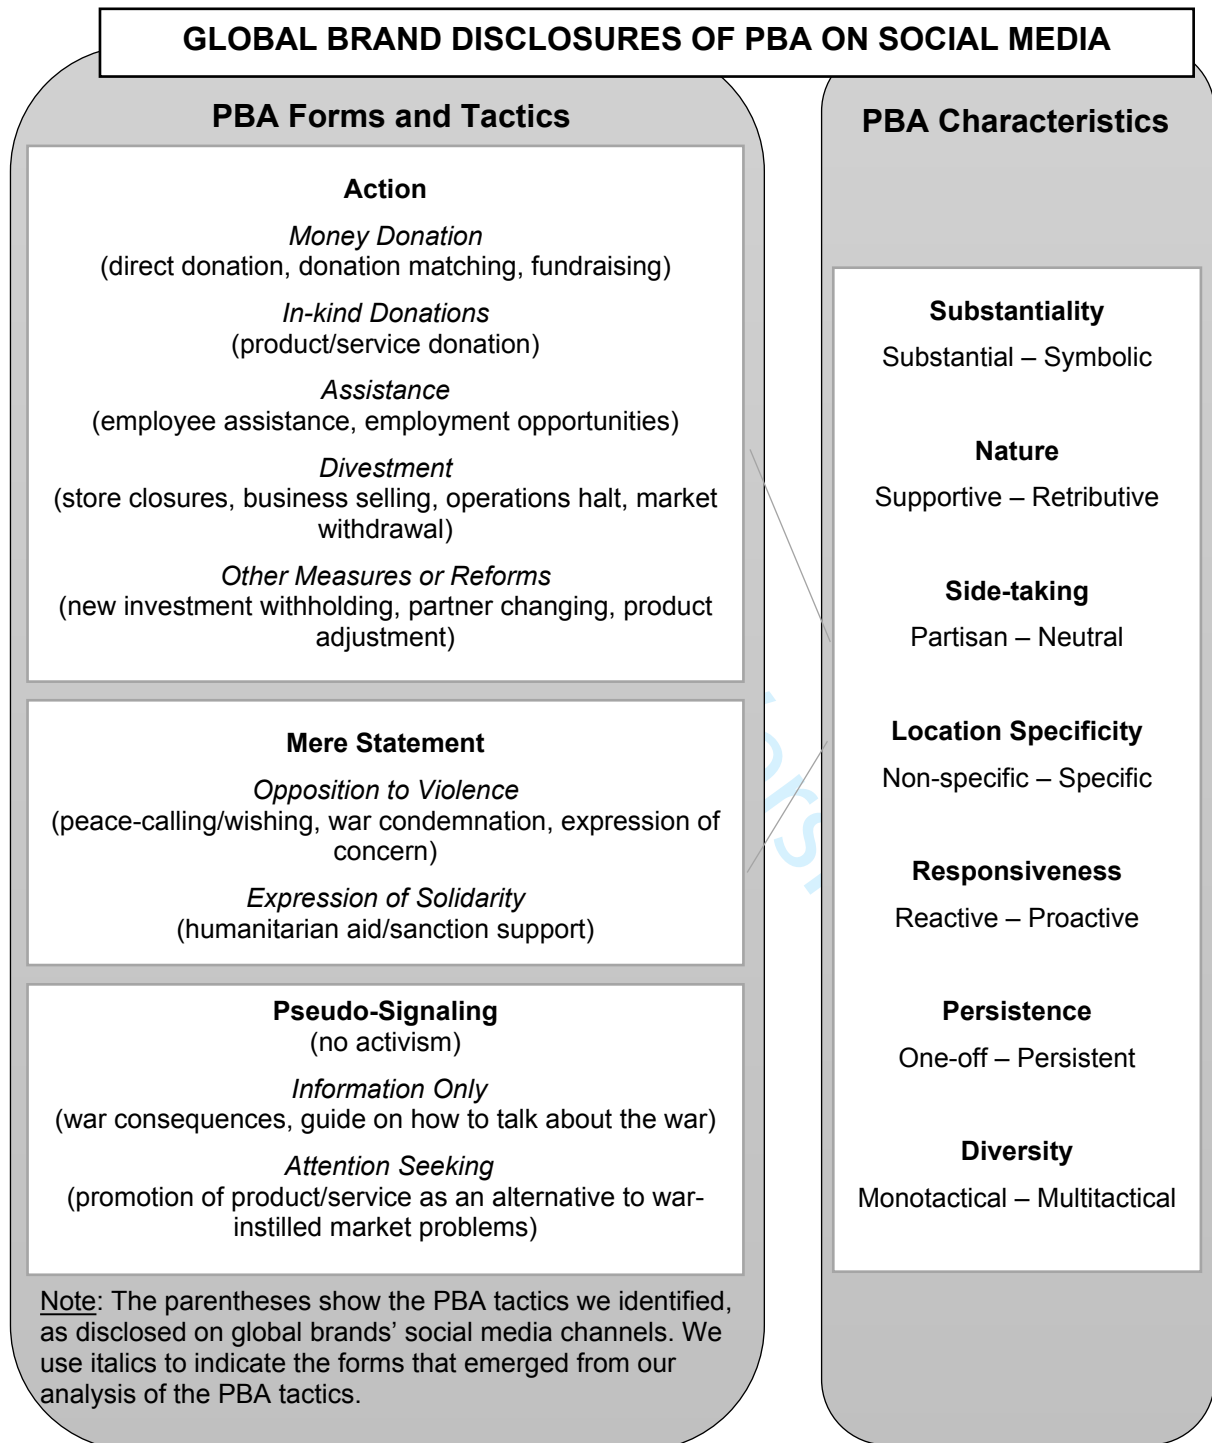 GLOBAL BRAND DISCLOSURES OF PBA ON SOCIAL MEDIA
PBA Forms and Tactics
Action
Money Donation
(direct donation, donation matching, fundraising)
In-kind Donations
(product/service donation)
Assistance
(employee assistance, employment opportunities)
Divestment
(store closures, business selling, operations halt, market
withdrawal)
Other Measures or Reforms
(new investment withholding, partner changing, product
adjustment)
Mere Statement
Opposition to Violence
(peace-calling/wishing, war condemnation, expression of
concern)
Expression of Solidarity
(humanitarian aid/sanction support)
Pseudo-Signaling
(no activism)
Information Only
(war consequences, guide on how to talk about the war)
Attention Seeking
(promotion of product/service as an alternative to war-
instilled market problems)
Note: The parentheses show the PBA tactics we identified,
as disclosed on global brands’ social media channels. We
use italics to indicate the forms that emerged from our
analysis of the PBA tactics.
PBA Characteristics
Substantiality
Substantial – Symbolic
Nature
Supportive – Retributive
Side-taking
Partisan – Neutral
Location Specificity
Non-specific – Specific
Responsiveness
Reactive – Proactive
Persistence
One-off – Persistent
Diversity
Monotactical – Multitactical